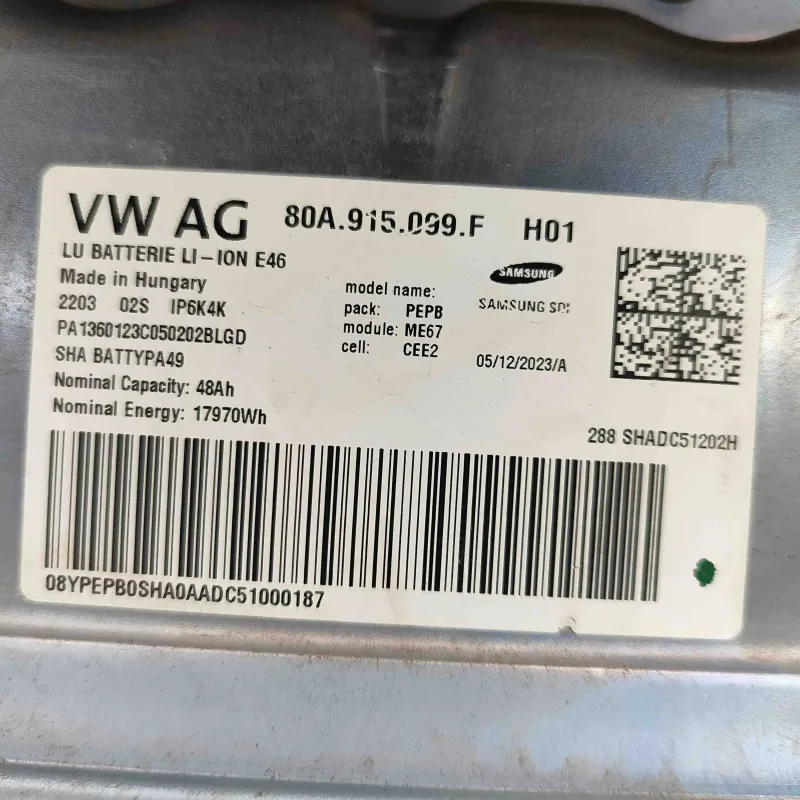 VW AG 80A.915.099.F H01
LU BATTERIE LI-ION E46
Made in Hungary
2203 02S IP6K4K
PA1360123C050202BLGD
SHA BATTYPA49
Nominal Capacity: 48Ah
Nominal Energy: 17970Wh
model name:
pack: PEPB
module: ME67
cell: CEE2
SAMSUNG
SAMSUNG SDI
05/12/2023/A
288 SHADC51202H
08YPEPB0SHA0AADC51000187